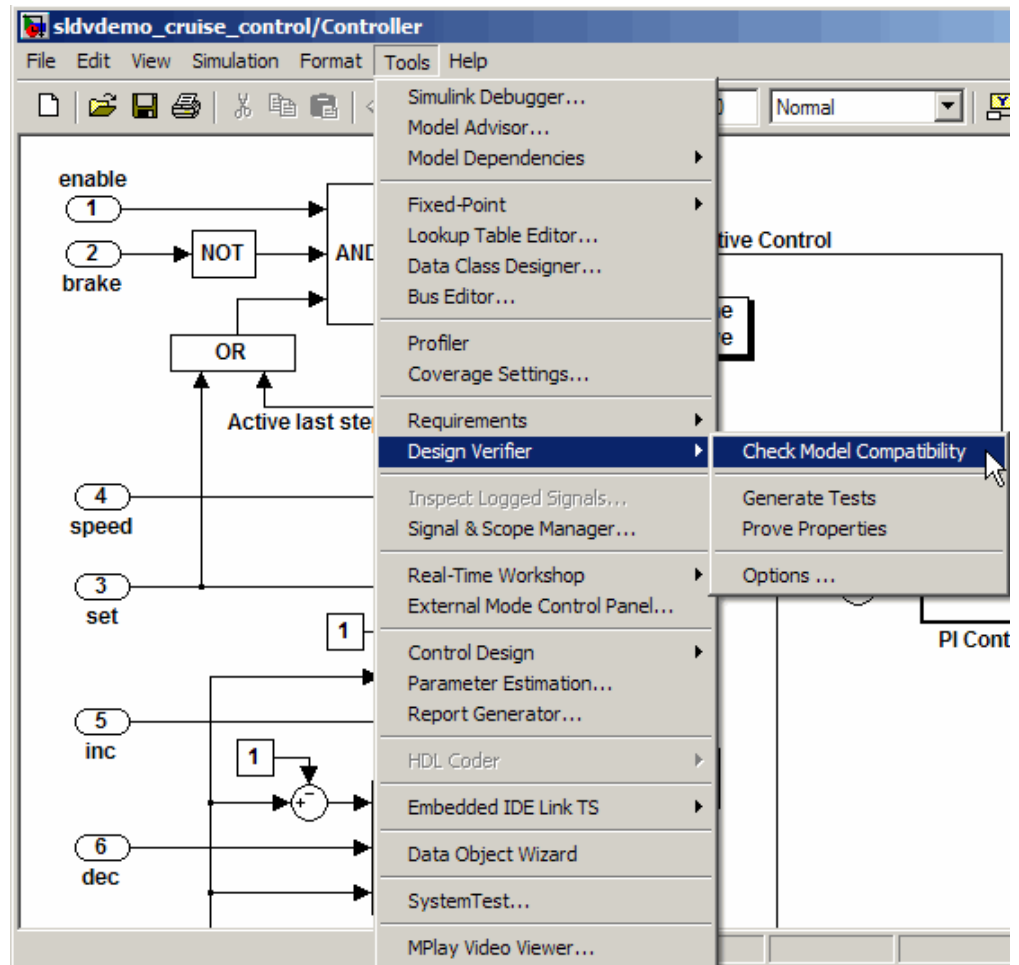 sldvdemo_cruise_control/Controller
File Edit View Simulation Format Tools Help
Normal
enable
1
2
brake
NOT
AND
OR
Active last ste
4
speed
3
set
1
5
inc
1
6
dec
Simulink Debugger...
Model Advisor...
Model Dependencies
Fixed-Point
Lookup Table Editor...
Data Class Designer...
Bus Editor...
Profiler
Coverage Settings...
Requirements
Design Verifier
Inspect Logged Signals...
Signal & Scope Manager...
Real-Time Workshop
External Mode Control Panel...
Control Design
Parameter Estimation...
Report Generator...
HDL Coder
Embedded IDE Link TS
Data Object Wizard
SystemTest...
MPlay Video Viewer...
Check Model Compatibility
Generate Tests
Prove Properties
Options ...
tive Control
e
e
PI Cont